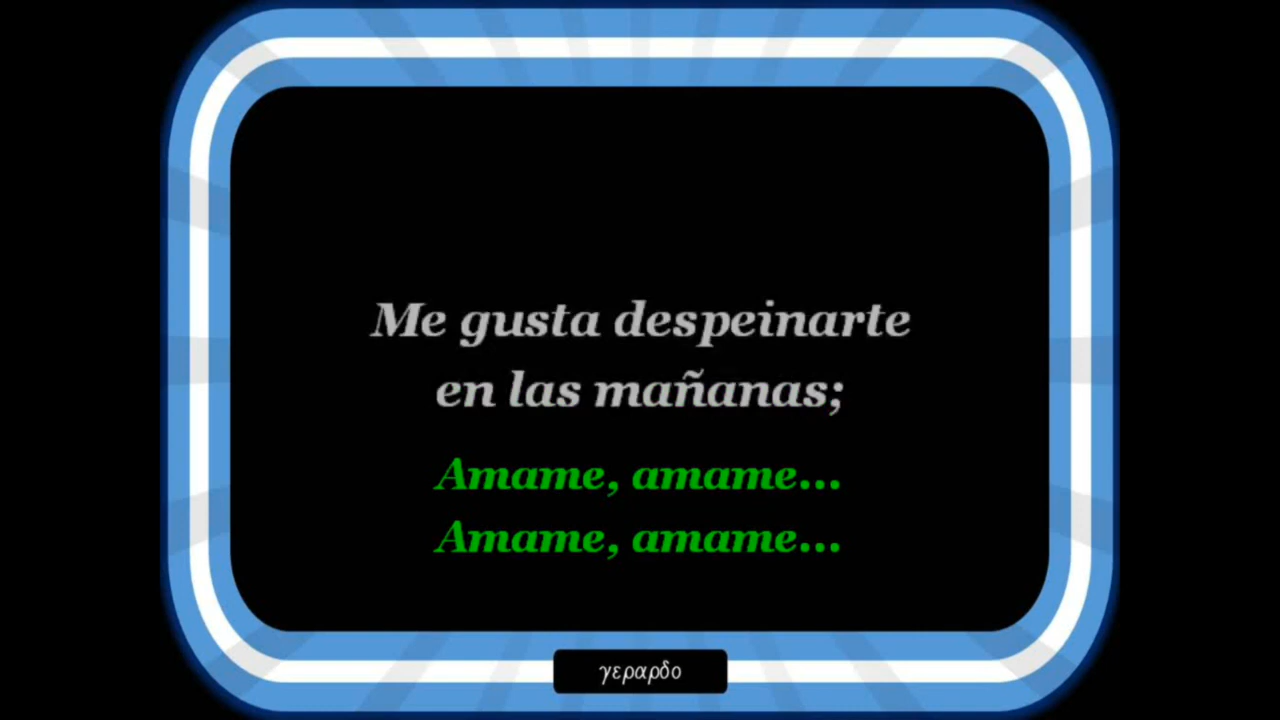 Me gusta despeinarte
en las mañanas;
Amame, amame...
Amame, amame...
γεραρδο